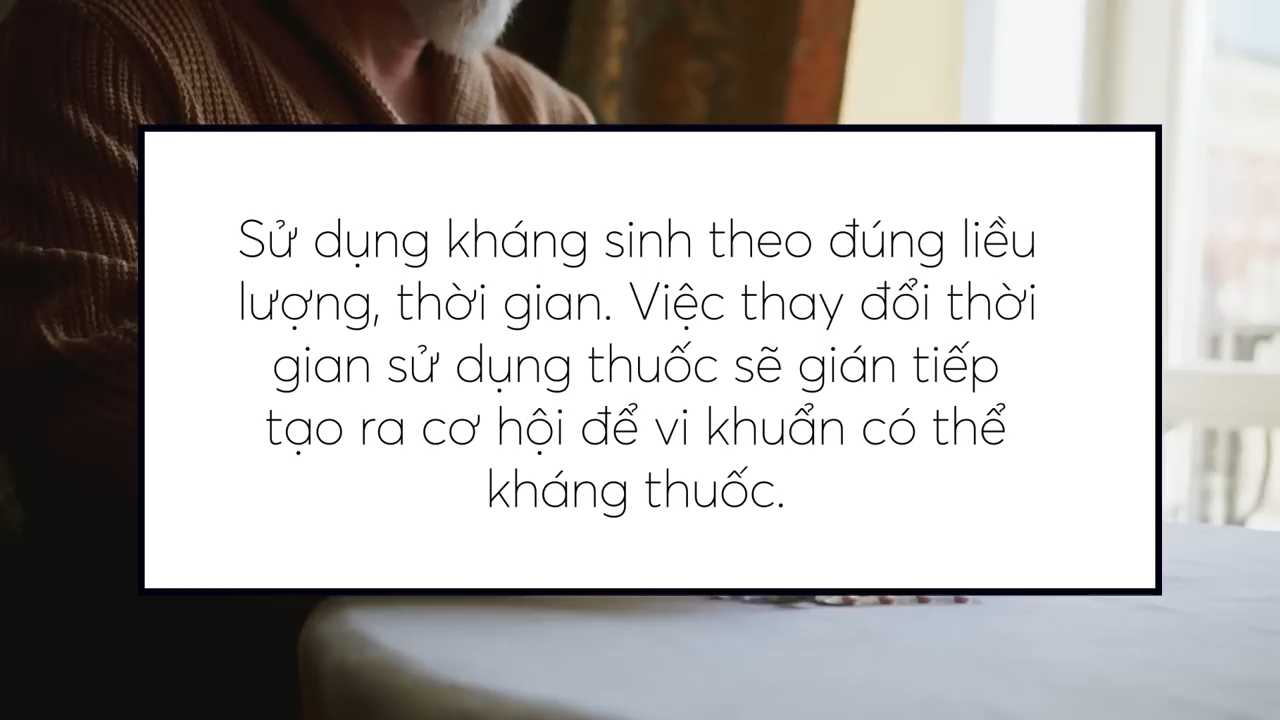 Sử dụng kháng sinh theo đúng liều
lượng, thời gian. Việc thay đổi thời
gian sử dụng thuốc sẽ gián tiếp
tạo ra cơ hội để vi khuẩn có thể
kháng thuốc.